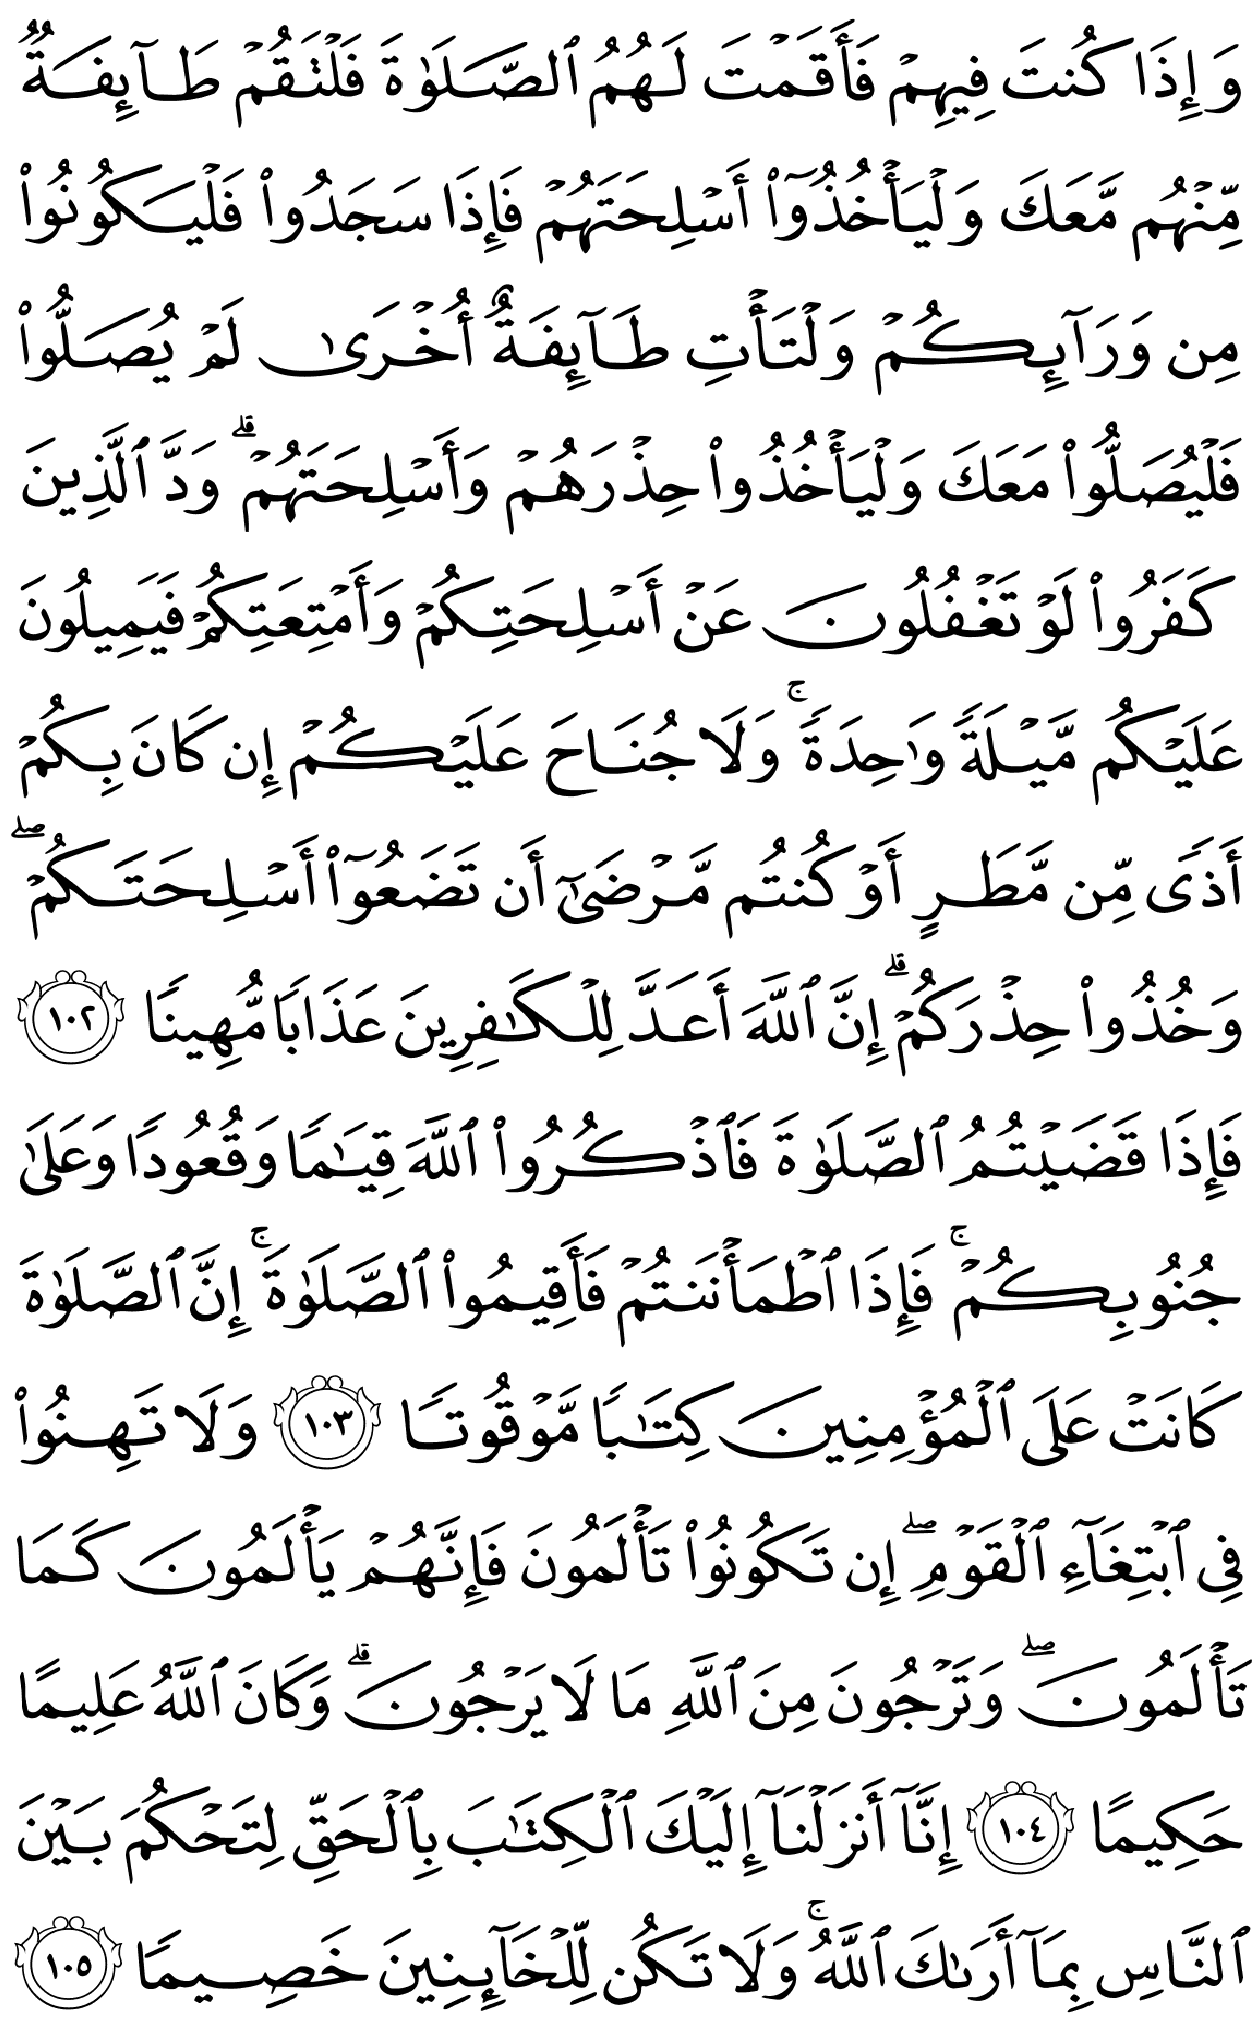 وَإِذَا كُنتَ فِيهِمْ فَأَقَمْتَ لَهُمُ ٱلصَّلَوٰةَ فَلْتَقُمْ طَآئِفَةٌ
مِّنْهُم مَّعَكَ وَلْيَأْخُذُوٓا۟ أَسْلِحَتَهُمْ فَإِذَا سَجَدُوا۟ فَلْيَكُونُوا۟
مِن وَرَآئِكُمْ وَلْتَأْتِ طَآئِفَةٌ أُخْرَىٰ لَمْ يُصَلُّوا۟
فَلْيُصَلُّوا۟ مَعَكَ وَلْيَأْخُذُوا۟ حِذْرَهُمْ وَأَسْلِحَتَهُمْ ۗ وَدَّ ٱلَّذِينَ
كَفَرُوا۟ لَوْ تَغْفُلُونَ عَنْ أَسْلِحَتِكُمْ وَأَمْتِعَتِكُمْ فَيَمِيلُونَ
عَلَيْكُم مَّيْلَةً وَٰحِدَةً ۚ وَلَا جُنَاحَ عَلَيْكُمْ إِن كَانَ بِكُمْ
أَذًى مِّن مَّطَرٍ أَوْ كُنتُم مَّرْضَىٰٓ أَن تَضَعُوٓا۟ أَسْلِحَتَكُمْ ۖ
وَخُذُوا۟ حِذْرَكُمْ ۗ إِنَّ ٱللَّهَ أَعَدَّ لِلْكَٰفِرِينَ عَذَابًا مُّهِينًا ١٠٢
فَإِذَا قَضَيْتُمُ ٱلصَّلَوٰةَ فَٱذْكُرُوا۟ ٱللَّهَ قِيَٰمًا وَقُعُودًا وَعَلَىٰ
جُنُوبِكُمْ ۚ فَإِذَا ٱطْمَأْنَنتُمْ فَأَقِيمُوا۟ ٱلصَّلَوٰةَ ۚ إِنَّ ٱلصَّلَوٰةَ
كَانَتْ عَلَى ٱلْمُؤْمِنِينَ كِتَٰبًا مَّوْقُوتًا ١٠٣ وَلَا تَهِنُوا۟
فِى ٱبْتِغَآءِ ٱلْقَوْمِ ۖ إِن تَكُونُوا۟ تَأْلَمُونَ فَإِنَّهُمْ يَأْلَمُونَ كَمَا
تَأْلَمُونَ ۖ وَتَرْجُونَ مِنَ ٱللَّهِ مَا لَا يَرْجُونَ ۗ وَكَانَ ٱللَّهُ عَلِيمًا
حَكِيمًا ١٠٤ إِنَّآ أَنزَلْنَآ إِلَيْكَ ٱلْكِتَٰبَ بِٱلْحَقِّ لِتَحْكُمَ بَيْنَ
ٱلنَّاسِ بِمَآ أَرَىٰكَ ٱللَّهُ ۚ وَلَا تَكُن لِّلْخَآئِنِينَ خَصِيمًا ١٠٥